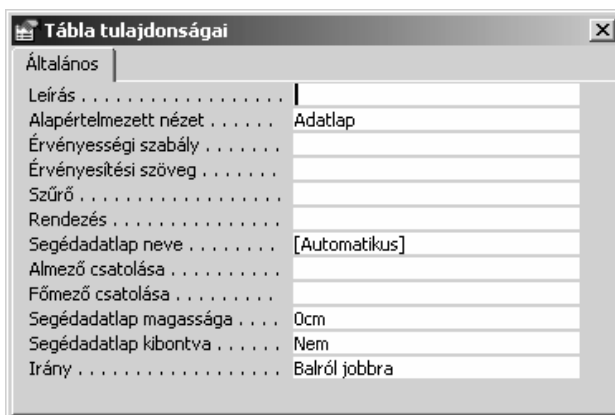 Tábla tulajdonságai
Általános
Leírás . . . . . . . . . . . . . . . . . .
Alapértelmezett nézet . . . . . . Adatlap
Érvényességi szabály . . . . . . .
Érvényesítési szöveg . . . . . . .
Szűrő . . . . . . . . . . . . . . . . . .
Rendezés . . . . . . . . . . . . . . .
Segédadatlap neve . . . . . . . . [Automatikus]
Almező csatolása . . . . . . . . . .
Főmező csatolása . . . . . . . . .
Segédadatlap magassága . . . . 0cm
Segédadatlap kibontva . . . . . . Nem
Irány . . . . . . . . . . . . . . . . . . Balról jobbra